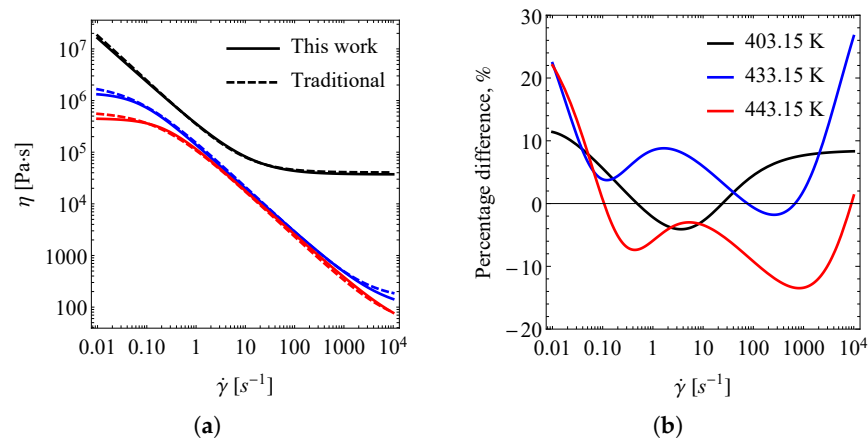 This work
Traditional
η [Pa·s]
10⁷
10⁶
10⁵
10⁴
1000
100
0.01 0.10 1 10 100 1000 10⁴
γ̇ [s⁻¹]
(a)
403.15 K
433.15 K
443.15 K
Percentage difference, %
30
20
10
0
−10
−20
0.01 0.10 1 10 100 1000 10⁴
γ̇ [s⁻¹]
(b)